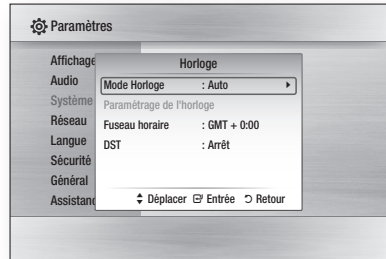 Paramètres
Affichage
Audio
Système
Réseau
Langue
Sécurité
Général
Horloge
Mode Horloge : Auto
Paramétrage de l'horloge
Fuseau horaire : GMT + 0:00
DST : Arrêt
Déplacer Entrée Retour